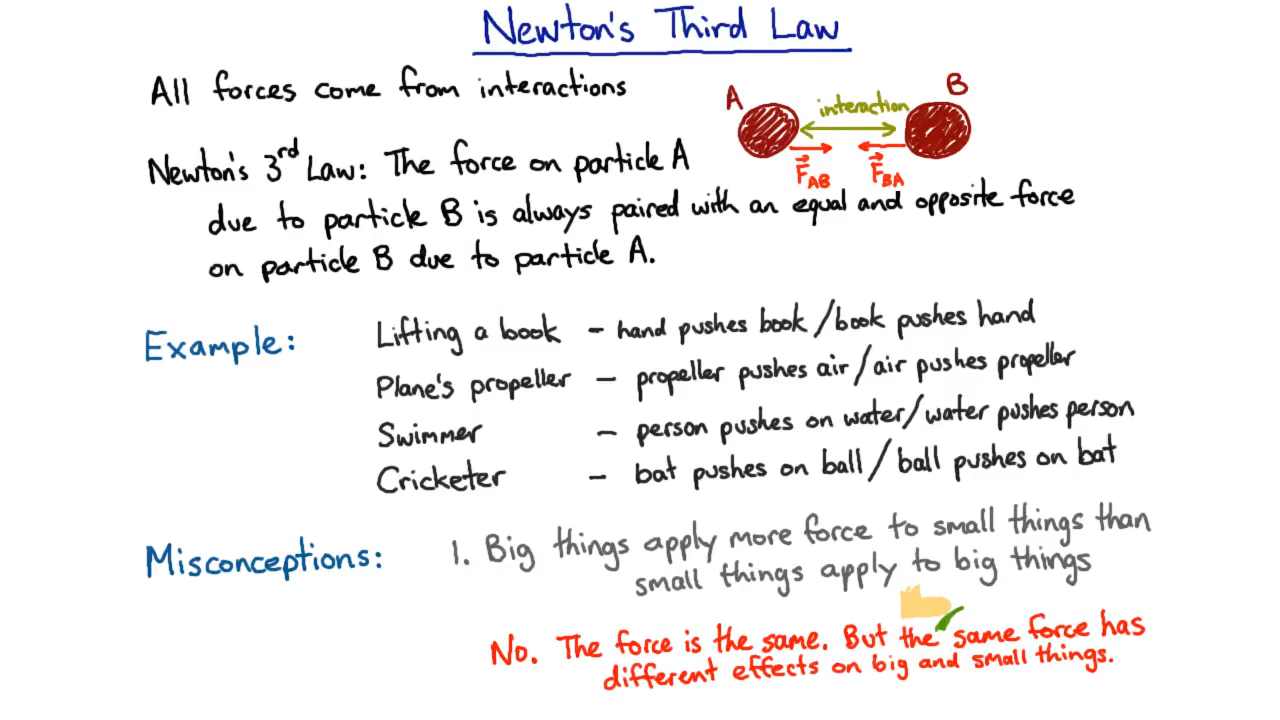 Newton's Third Law
All forces come from interactions
A
B
interaction
F_AB
F_BA
Newton's 3rd Law: The force on particle A
due to particle B is always paired with an equal and opposite force
on particle B due to particle A.
Example:
Lifting a book – hand pushes book / book pushes hand
Plane's propeller – propeller pushes air / air pushes propeller
Swimmer – person pushes on water / water pushes person
Cricketer – bat pushes on ball / ball pushes on bat
Misconceptions:
1. Big things apply more force to small things than
small things apply to big things
No. The force is the same. But the same force has
different effects on big and small things.